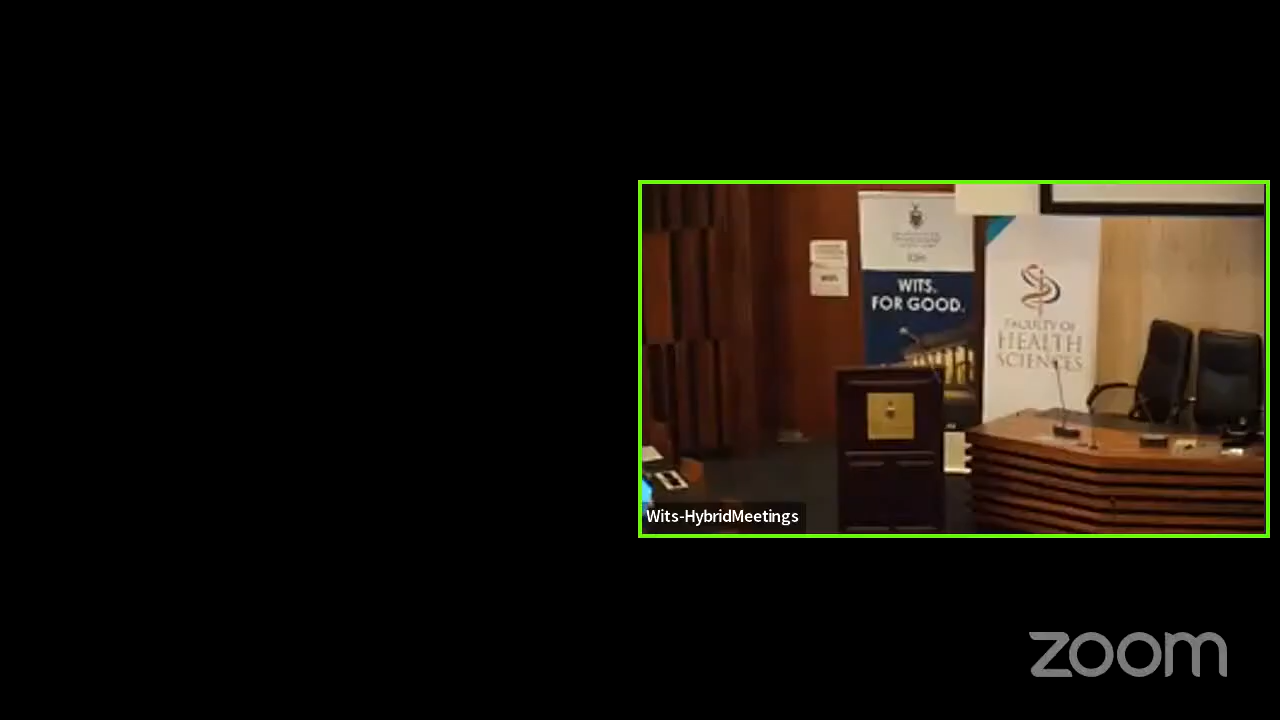 WITS.
FOR GOOD.
FACULTY OF
HEALTH
SCIENCES
Wits-HybridMeetings
zoom